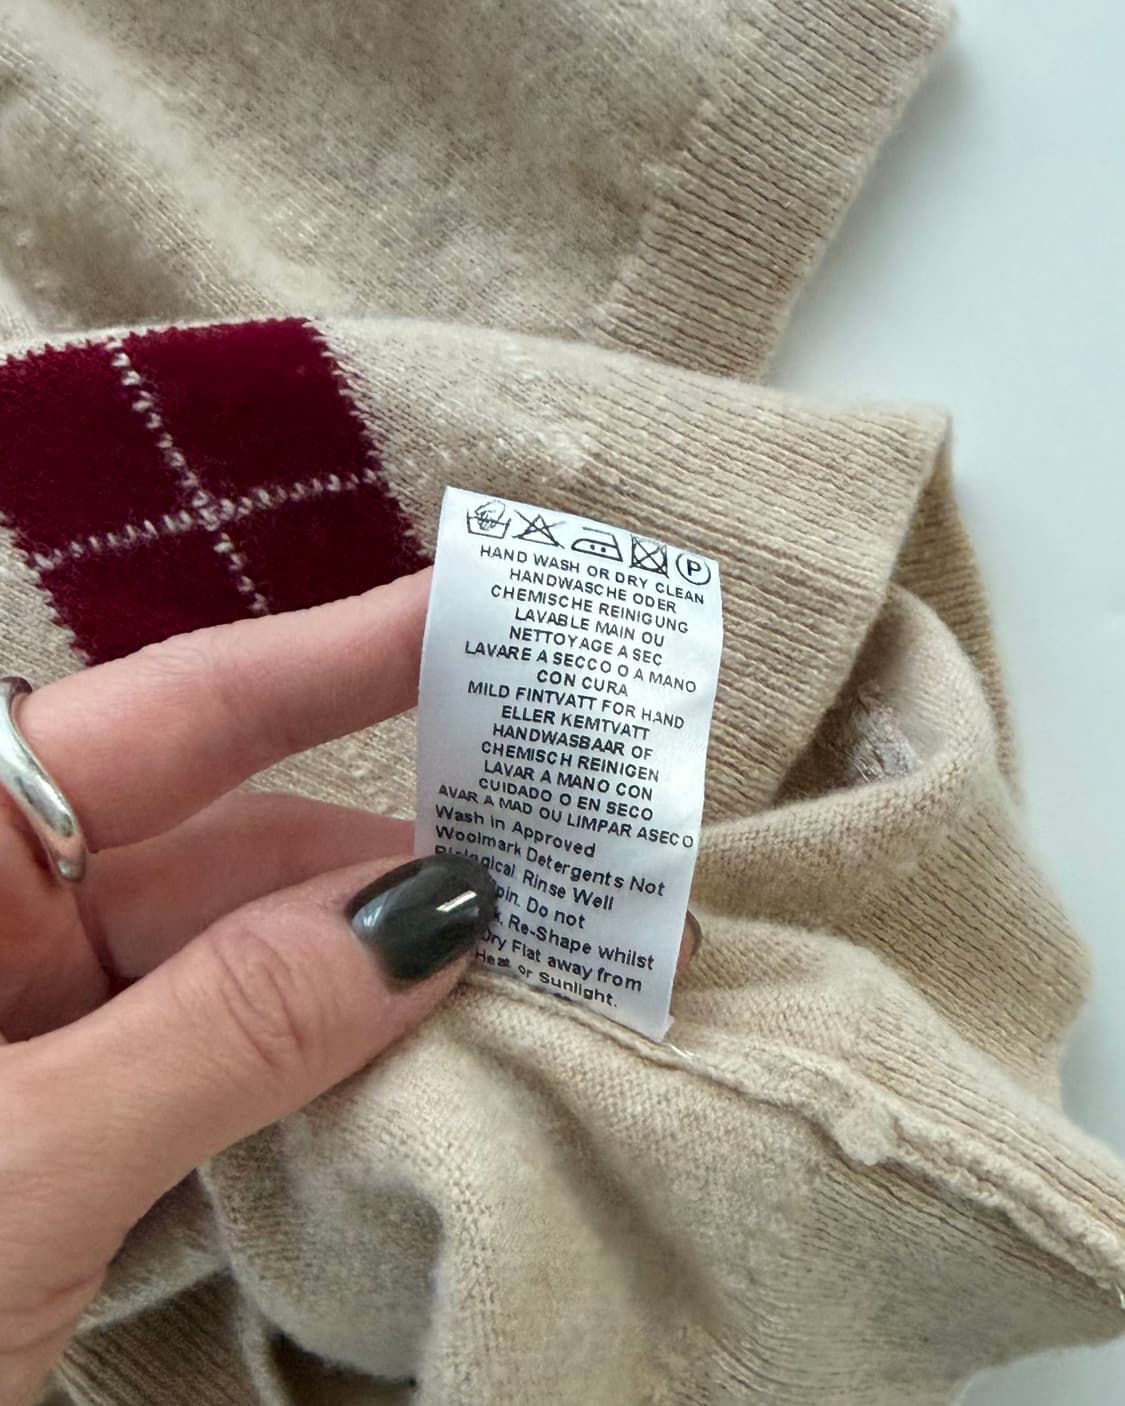 P
HAND WASH OR DRY CLEAN
HANDWASCHE ODER
CHEMISCHE REINIGUNG
LAVABLE MAIN OU
NETTOYAGE A SEC
LAVARE A SECCO O A MANO
CON CURA
MILD FINTVATT FOR HAND
ELLER KEMTVATT
HANDWASBAAR OF
CHEMISCH REINIGEN
LAVAR A MANO CON
CUIDADO O EN SECO
AVAR A MAD OU LIMPAR ASECO
Wash in Approved
Woolmark Detergents Not
Rinse Well
Do not
Re-Shape whilst
Dry Flat away from
Heat or Sunlight.